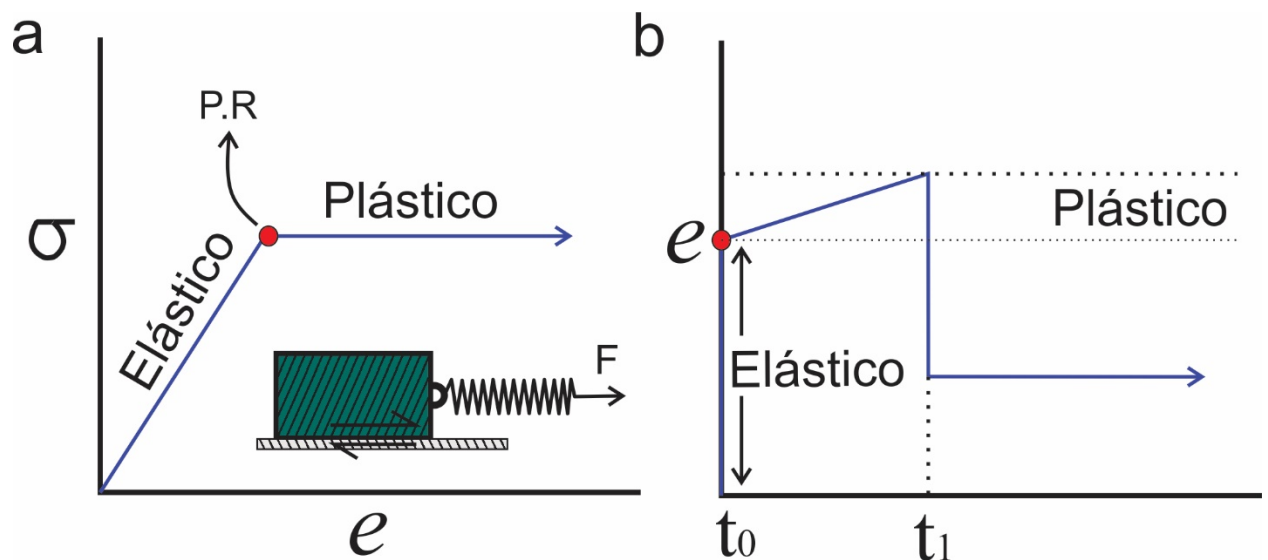 a
P.R
Plástico
σ
Elástico
F
e
b
Plástico
e
Elástico
t₀
t₁